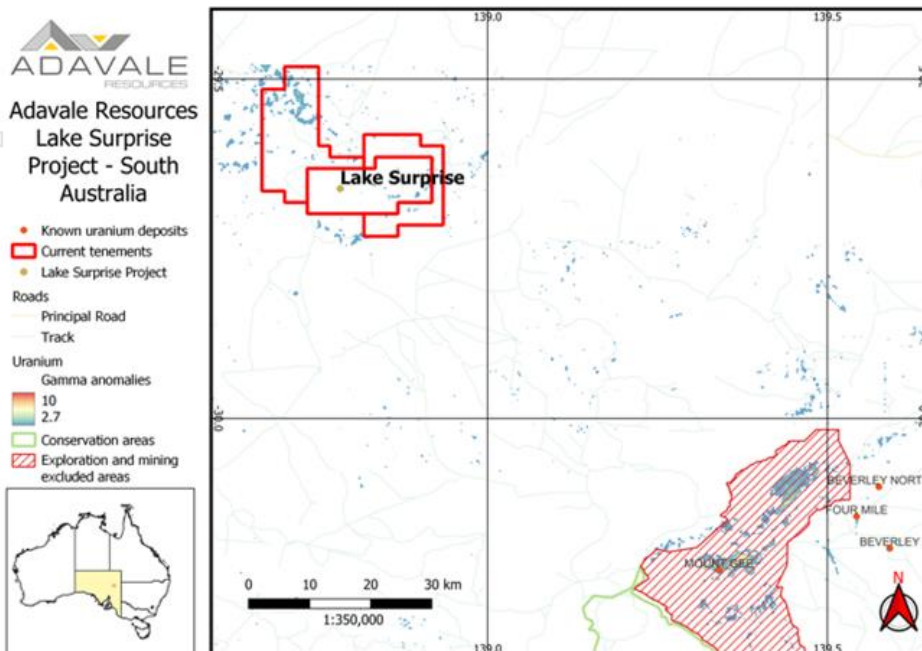 ADAVALE
RESOURCES
Adavale Resources
Lake Surprise
Project - South
Australia
Known uranium deposits
Current tenements
Lake Surprise Project
Roads
Principal Road
Track
Uranium
Gamma anomalies
10
2.7
Conservation areas
Exploration and mining
excluded areas
139.0
139.5
Lake Surprise
-30.0
BEVERLEY NORT
FOUR MILE
BEVERLEY
MOUNT GEE
0 10 20 30 km
1:350,000
N
139.0
139.5